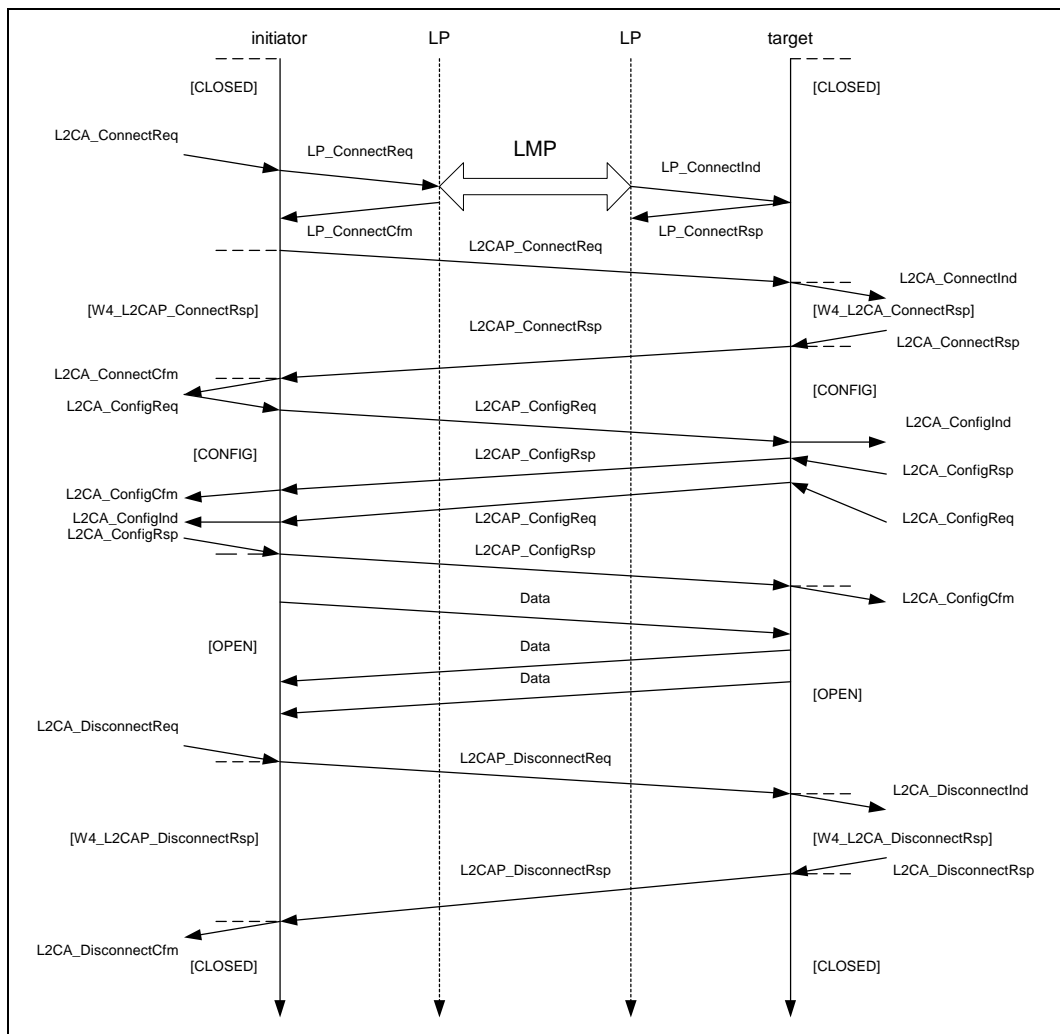 initiator LP LP target
[CLOSED] [CLOSED]
L2CA_ConnectReq
LP_ConnectReq
LMP
LP_ConnectInd
LP_ConnectCfm
LP_ConnectRsp
L2CAP_ConnectReq
L2CA_ConnectInd
[W4_L2CAP_ConnectRsp]
[W4_L2CA_ConnectRsp]
L2CAP_ConnectRsp
L2CA_ConnectRsp
L2CA_ConnectCfm
[CONFIG]
L2CA_ConfigReq
L2CAP_ConfigReq
L2CA_ConfigInd
[CONFIG]
L2CAP_ConfigRsp
L2CA_ConfigRsp
L2CA_ConfigCfm
L2CA_ConfigInd
L2CAP_ConfigReq
L2CA_ConfigReq
L2CA_ConfigRsp
L2CAP_ConfigRsp
L2CA_ConfigCfm
Data
[OPEN]
Data
Data
[OPEN]
L2CA_DisconnectReq
L2CAP_DisconnectReq
L2CA_DisconnectInd
[W4_L2CAP_DisconnectRsp]
[W4_L2CA_DisconnectRsp]
L2CAP_DisconnectRsp
L2CA_DisconnectRsp
L2CA_DisconnectCfm
[CLOSED] [CLOSED]